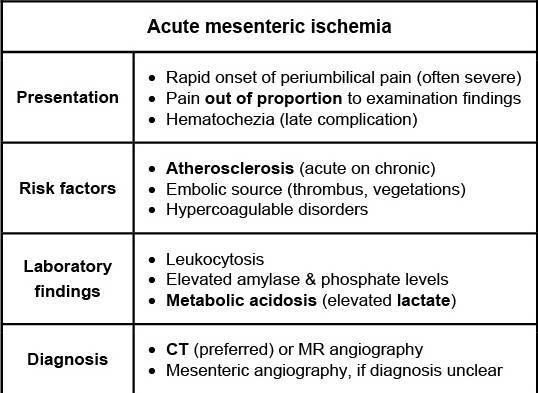 Acute mesenteric ischemia
Presentation
• Rapid onset of periumbilical pain (often severe)
• Pain out of proportion to examination findings
• Hematochezia (late complication)
Risk factors
• Atherosclerosis (acute on chronic)
• Embolic source (thrombus, vegetations)
• Hypercoagulable disorders
Laboratory
findings
• Leukocytosis
• Elevated amylase & phosphate levels
• Metabolic acidosis (elevated lactate)
Diagnosis
• CT (preferred) or MR angiography
• Mesenteric angiography, if diagnosis unclear